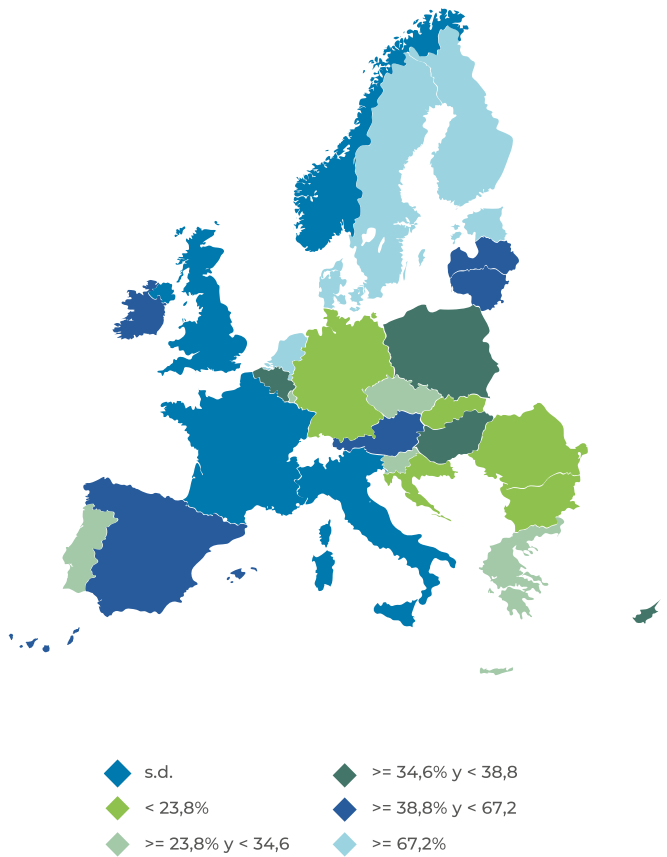 s.d.
< 23,8%
>= 23,8% y < 34,6
>= 34,6% y < 38,8
>= 38,8% y < 67,2
>= 67,2%